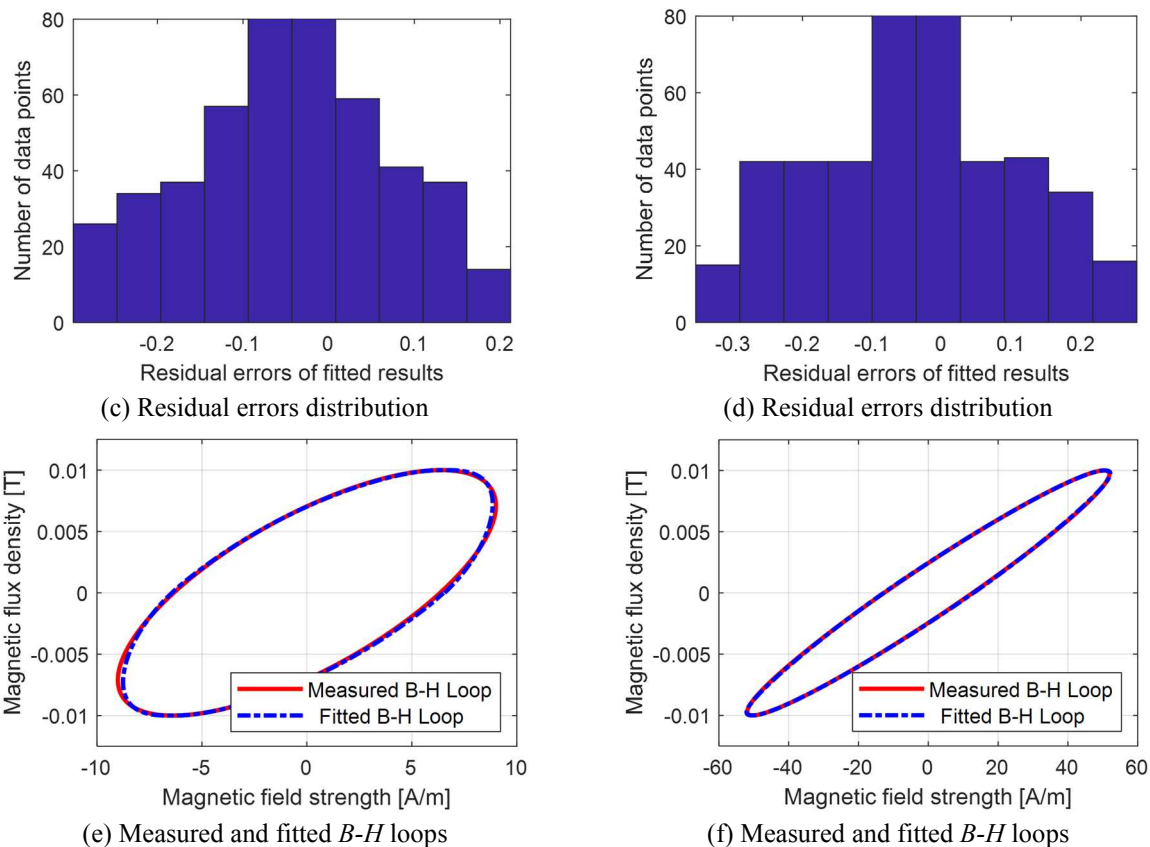 80
60
40
20
0
Number of data points
-0.2
-0.1
0
0.1
0.2
Residual errors of fitted results
(c) Residual errors distribution
80
60
40
20
0
Number of data points
-0.3
-0.2
-0.1
0
0.1
0.2
Residual errors of fitted results
(d) Residual errors distribution
0.01
0.005
0
-0.005
-0.01
Magnetic flux density [T]
Measured B-H Loop
Fitted B-H Loop
-10
-5
0
5
10
Magnetic field strength [A/m]
(e) Measured and fitted B-H loops
0.01
0.005
0
-0.005
-0.01
Magnetic flux density [T]
Measured B-H Loop
Fitted B-H Loop
-60
-40
-20
0
20
40
60
Magnetic field strength [A/m]
(f) Measured and fitted B-H loops